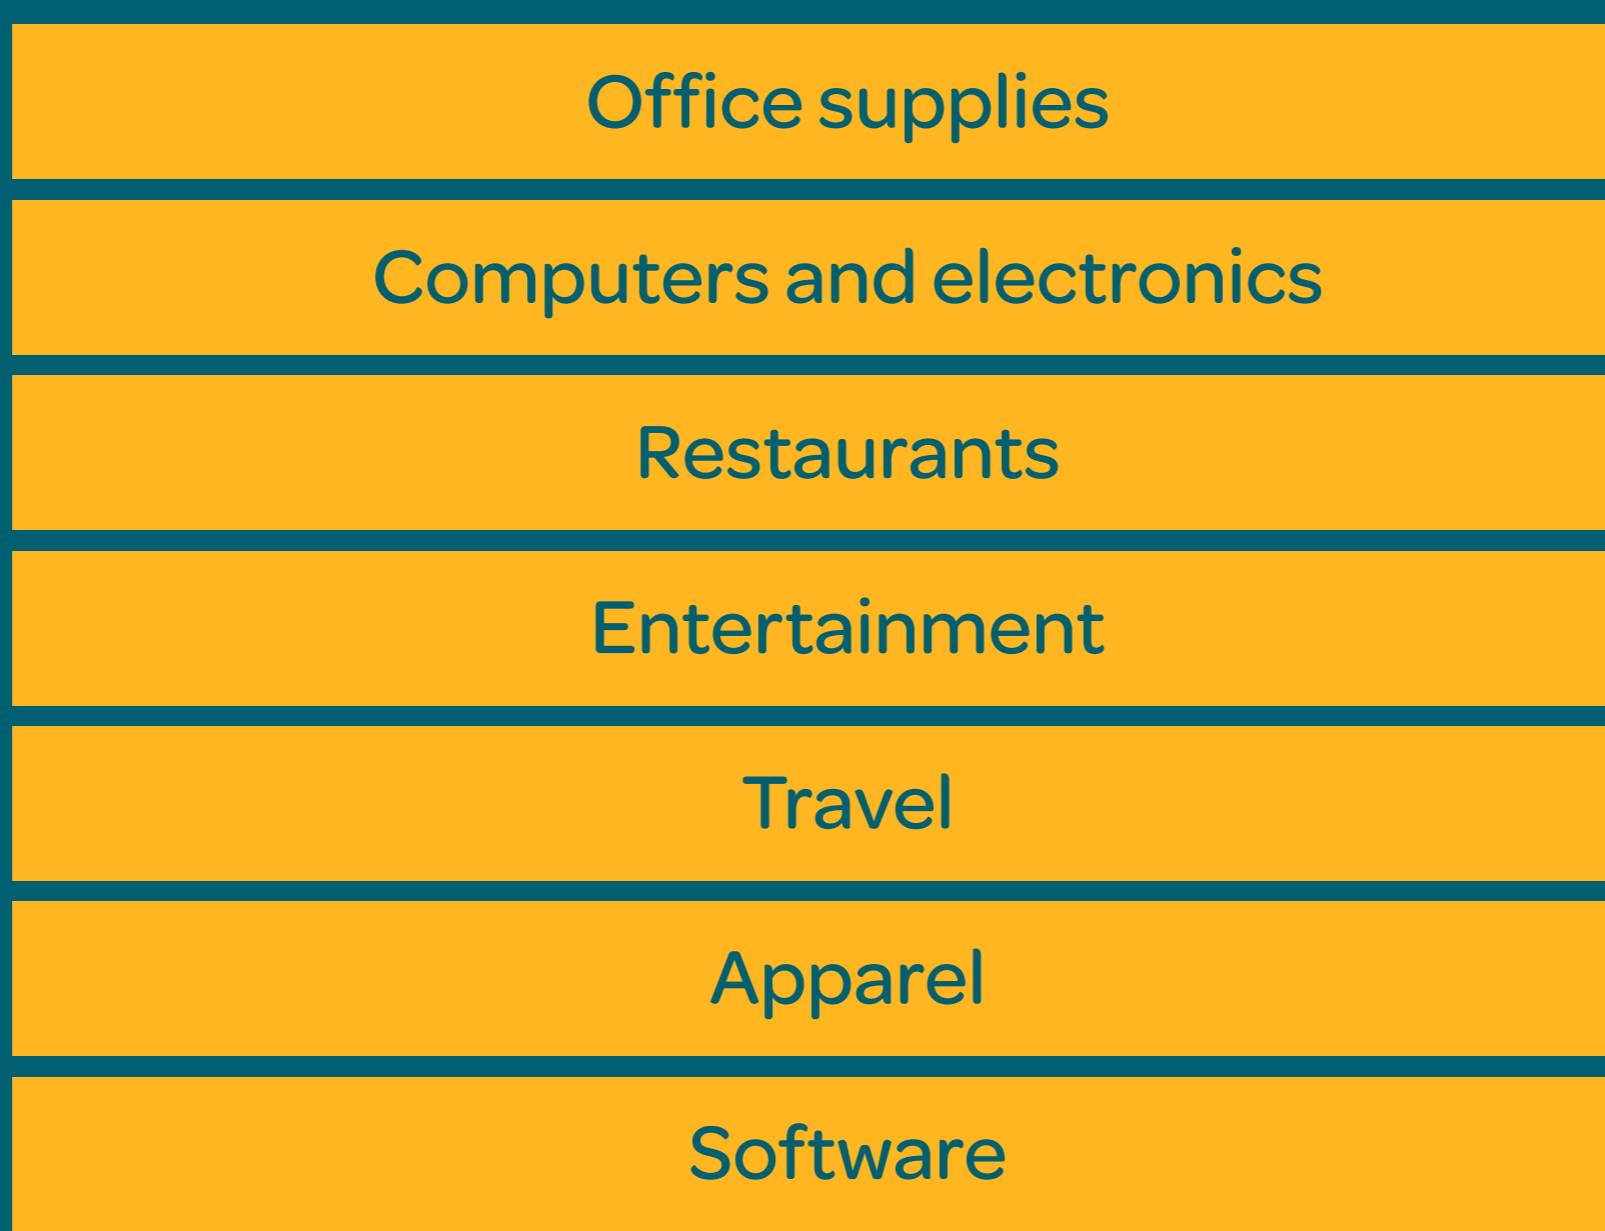 Office supplies
Computers and electronics
Restaurants
Entertainment
Travel
Apparel
Software